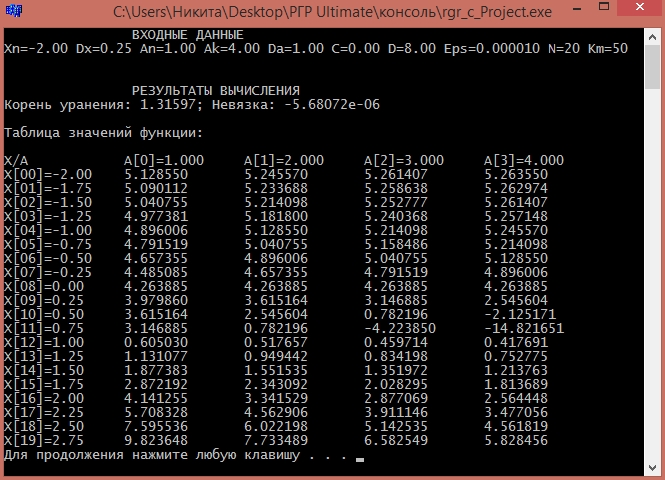 C:\Users\Никита\Desktop\РГР Ultimate\консоль\rgr_c_Project.exe
ВХОДНЫЕ ДАННЫЕ
Xn=-2.00 Dx=0.25 An=1.00 Ak=4.00 Da=1.00 C=0.00 D=8.00 Eps=0.000010 N=20 Km=50
РЕЗУЛЬТАТЫ ВЫЧИСЛЕНИЯ
Корень уранения: 1.31597; Невязка: -5.68072e-06
Таблица значений функции:
X/A A[0]=1.000 A[1]=2.000 A[2]=3.000 A[3]=4.000
X[00]=-2.00 5.128550 5.245570 5.261407 5.263550
X[01]=-1.75 5.090112 5.233688 5.258638 5.262974
X[02]=-1.50 5.040755 5.214098 5.252777 5.261407
X[03]=-1.25 4.977381 5.181800 5.240368 5.257148
X[04]=-1.00 4.896006 5.128550 5.214098 5.245570
X[05]=-0.75 4.791519 5.040755 5.158486 5.214098
X[06]=-0.50 4.657355 4.896006 5.040755 5.128550
X[07]=-0.25 4.485085 4.657355 4.791519 4.896006
X[08]=0.00 4.263885 4.263885 4.263885 4.263885
X[09]=0.25 3.979860 3.615164 3.146885 2.545604
X[10]=0.50 3.615164 2.545604 0.782196 -2.125171
X[11]=0.75 3.146885 0.782196 -4.223850 -14.821651
X[12]=1.00 0.605030 0.517657 0.459714 0.417691
X[13]=1.25 1.131077 0.949442 0.834198 0.752775
X[14]=1.50 1.877383 1.551535 1.351972 1.213763
X[15]=1.75 2.872192 2.343092 2.028295 1.813689
X[16]=2.00 4.141255 3.341529 2.877069 2.564448
X[17]=2.25 5.708328 4.562906 3.911146 3.477056
X[18]=2.50 7.595536 6.022198 5.142535 4.561819
X[19]=2.75 9.823648 7.733489 6.582549 5.828456
Для продолжения нажмите любую клавишу . . .